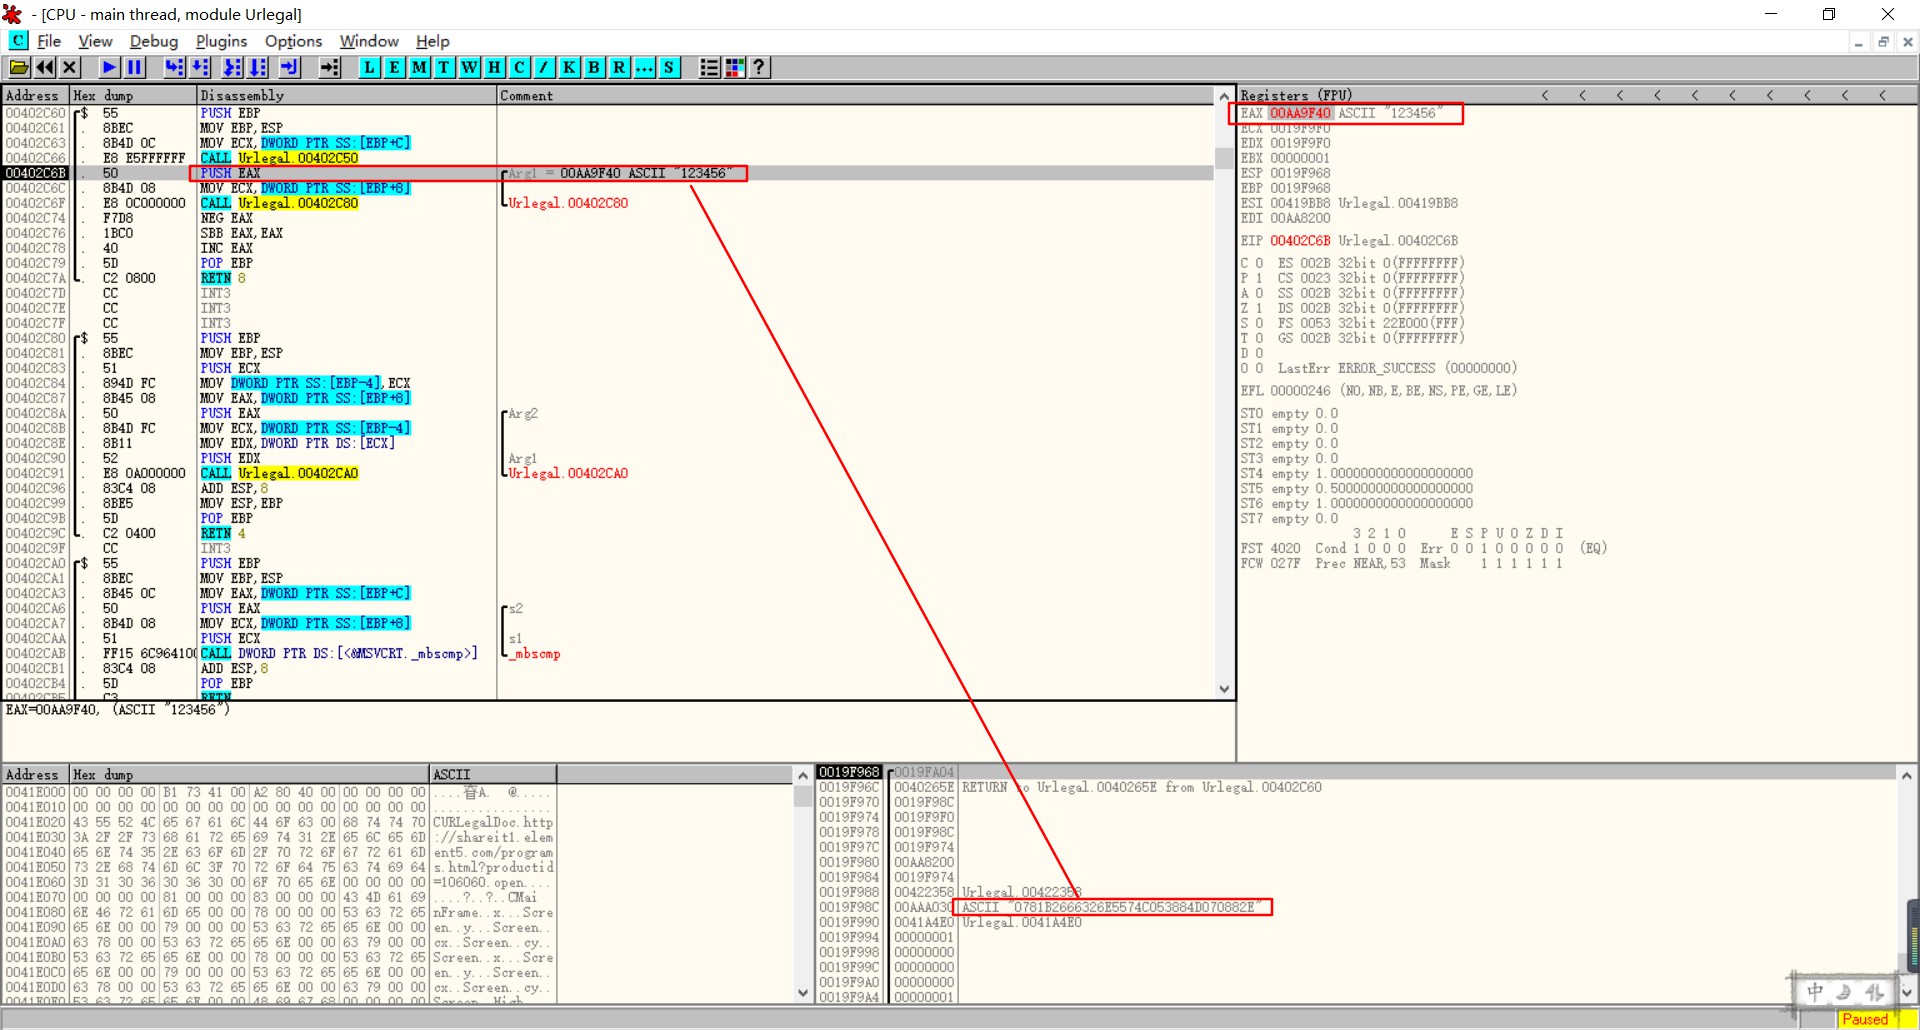 - [CPU - main thread, module Urlegal]
C File View Debug Plugins Options Window Help
L E M T W H C / K B R ... S ?
Address Hex dump Disassembly Comment
00402C60 $ 55 PUSH EBP
00402C61 . 8BEC MOV EBP,ESP
00402C63 . 8B4D 0C MOV ECX,DWORD PTR SS:[EBP+C]
00402C66 . E8 E5FFFFFF CALL Urlegal.00402C50
00402C6B . 50 PUSH EAX Arg1 = 00AA9F40 ASCII "123456"
00402C6C . 8B4D 08 MOV ECX,DWORD PTR SS:[EBP+8]
00402C6F . E8 0C000000 CALL Urlegal.00402C80 Urlegal.00402C80
00402C74 . F7D8 NEG EAX
00402C76 . 1BC0 SBB EAX,EAX
00402C78 . 40 INC EAX
00402C79 . 5D POP EBP
00402C7A . C2 0800 RETN 8
00402C7D CC INT3
00402C7E CC INT3
00402C7F CC INT3
00402C80 $ 55 PUSH EBP
00402C81 . 8BEC MOV EBP,ESP
00402C83 . 51 PUSH ECX
00402C84 . 894D FC MOV DWORD PTR SS:[EBP-4],ECX
00402C87 . 8B45 08 MOV EAX,DWORD PTR SS:[EBP+8]
00402C8A . 50 PUSH EAX Arg2
00402C8B . 8B4D FC MOV ECX,DWORD PTR SS:[EBP-4]
00402C8E . 8B11 MOV EDX,DWORD PTR DS:[ECX]
00402C90 . 52 PUSH EDX Arg1
00402C91 . E8 0A000000 CALL Urlegal.00402CA0 Urlegal.00402CA0
00402C96 . 83C4 08 ADD ESP,8
00402C99 . 8BE5 MOV ESP,EBP
00402C9B . 5D POP EBP
00402C9C . C2 0400 RETN 4
00402C9F CC INT3
00402CA0 $ 55 PUSH EBP
00402CA1 . 8BEC MOV EBP,ESP
00402CA3 . 8B45 0C MOV EAX,DWORD PTR SS:[EBP+C]
00402CA6 . 50 PUSH EAX s2
00402CA7 . 8B4D 08 MOV ECX,DWORD PTR SS:[EBP+8]
00402CAA . 51 PUSH ECX s1
00402CAB . FF15 6C96410( CALL DWORD PTR DS:[<&MSVCRT._mbscmp>] _mbscmp
00402CB1 . 83C4 08 ADD ESP,8
00402CB4 . 5D POP EBP
00402CB5 . C3 RETN
EAX=00AA9F40, (ASCII "123456")
Registers (FPU) < < < < < < < < < <
EAX 00AA9F40 ASCII "123456"
ECX 0019F9F0
EDX 0019F9F0
EBX 00000001
ESP 0019F968
EBP 0019F968
ESI 00419BB8 Urlegal.00419BB8
EDI 00AA8200
EIP 00402C6B Urlegal.00402C6B
C 0 ES 002B 32bit 0(FFFFFFFF)
P 1 CS 0023 32bit 0(FFFFFFFF)
A 0 SS 002B 32bit 0(FFFFFFFF)
Z 1 DS 002B 32bit 0(FFFFFFFF)
S 0 FS 0053 32bit 22E000(FFF)
T 0 GS 002B 32bit 0(FFFFFFFF)
D 0
O 0 LastErr ERROR_SUCCESS (00000000)
EFL 00000246 (NO,NB,E,BE,NS,PE,GE,LE)
ST0 empty 0.0
ST1 empty 0.0
ST2 empty 0.0
ST3 empty 0.0
ST4 empty 1.0000000000000000000
ST5 empty 0.5000000000000000000
ST6 empty 1.0000000000000000000
ST7 empty 0.0
3 2 1 0 E S P U O Z D I
FST 4020 Cond 1 0 0 0 Err 0 0 1 0 0 0 0 0 (EQ)
FCW 027F Prec NEAR,53 Mask 1 1 1 1 1 1
Address Hex dump ASCII
0041E000 00 00 00 00 B1 73 41 00 A2 80 40 00 00 00 00 00
0041E010 00 00 00 00 00 00 00 00 00 00 00 00 00 00 00 00 ................
0041E020 43 55 52 4C 65 67 61 6C 44 6F 63 00 68 74 74 70 CURLegalDoc.http
0041E030 3A 2F 2F 73 68 61 72 65 69 74 31 2E 65 6C 65 6D ://shareit1.elem
0041E040 65 6E 74 35 2E 63 6F 6D 2F 70 72 6F 67 72 61 6D ent5.com/program
0041E050 73 2E 68 74 6D 6C 3F 70 72 6F 64 75 63 74 69 64 s.html?productid
0041E060 3D 31 30 36 30 36 30 00 6F 70 65 6E 00 00 00 00 =106060.open....
0041E070 00 00 00 00 81 00 00 00 83 00 00 00 43 4D 61 69 ....?..?..CMai
0041E080 6E 46 72 61 6D 65 00 00 78 00 00 00 53 63 72 65 nFrame..x...Scre
0041E090 65 6E 00 00 79 00 00 00 53 63 72 65 65 6E 00 00 en..y...Screen..
0041E0A0 63 78 00 00 53 63 72 65 65 6E 00 00 63 79 00 00 cx..Screen..cy..
0041E0B0 53 63 72 65 65 6E 00 00 78 00 00 00 53 63 72 65 Screen..x...Scre
0041E0C0 65 6E 00 00 79 00 00 00 53 63 72 65 65 6E 00 00 en..y...Screen..
0041E0D0 63 78 00 00 53 63 72 65 65 6E 00 00 63 79 00 00 cx..Screen..cy..
0041E0E0 53 63 72 65 65 6E 00 00 48 69 67 68 00 00 00 00 Screen..High....
0019F968 0019FA04
0019F96C 0040265E RETURN to Urlegal.0040265E from Urlegal.00402C60
0019F970 0019F98C
0019F974 0019F9F0
0019F978 0019F98C
0019F97C 0019F974
0019F980 00AA8200
0019F984 0019F974
0019F988 00422358 Urlegal.00422358
0019F98C 00AAA030 ASCII "0781B2666326E5574C053884D070882E"
0019F990 0041A4E0 Urlegal.0041A4E0
0019F994 00000001
0019F998 00000000
0019F99C 00000000
0019F9A0 00000000
0019F9A4 00000001
中
Paused